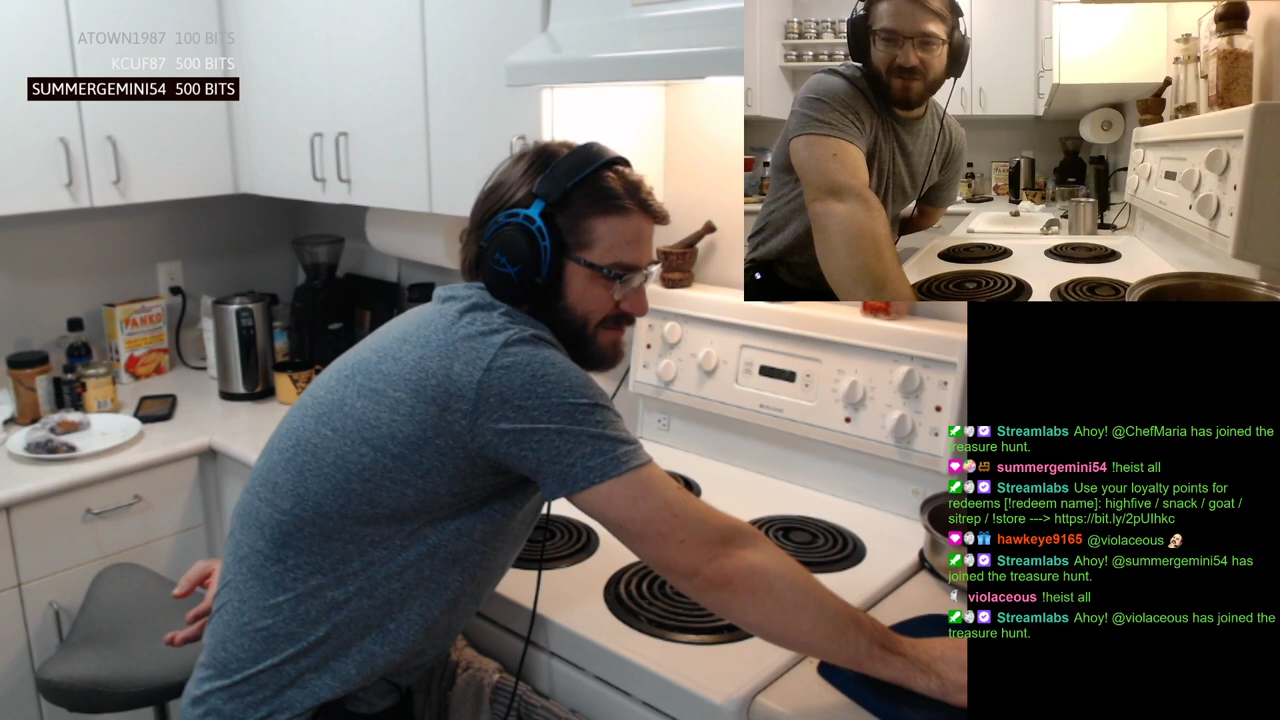 ATOWN1987 100 BITS
KCUF87 500 BITS
SUMMERGEMINI54 500 BITS
PANKO
Streamlabs Ahoy! @ChefMaria has joined the
treasure hunt.
summergemini54 !heist all
Streamlabs Use your loyalty points for
redeems [!redeem name]: highfive / snack / goat /
sitrep / !store ---> https://bit.ly/2pUIhkc
hawkeye9165 @violaceous
Streamlabs Ahoy! @summergemini54 has
joined the treasure hunt.
violaceous !heist all
Streamlabs Ahoy! @violaceous has joined the
treasure hunt.